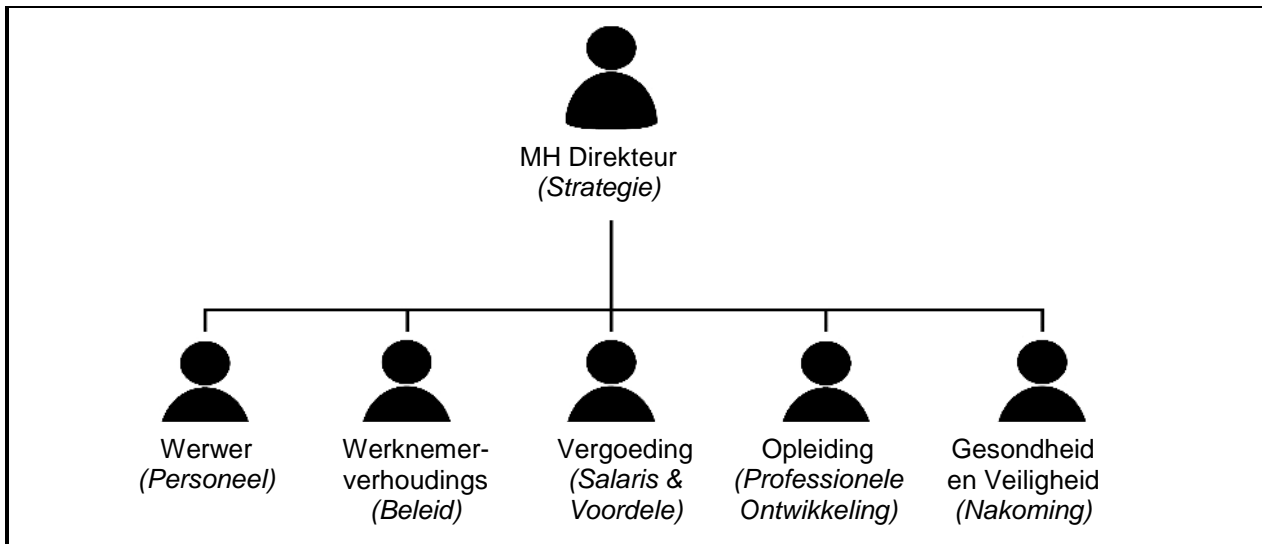 MH Direkteur
(Strategie)
Werwer
(Personeel)
Werknemer-
verhoudings
(Beleid)
Vergoeding
(Salaris &
Voordele)
Opleiding
(Professionele
Ontwikkeling)
Gesondheid
en Veiligheid
(Nakoming)